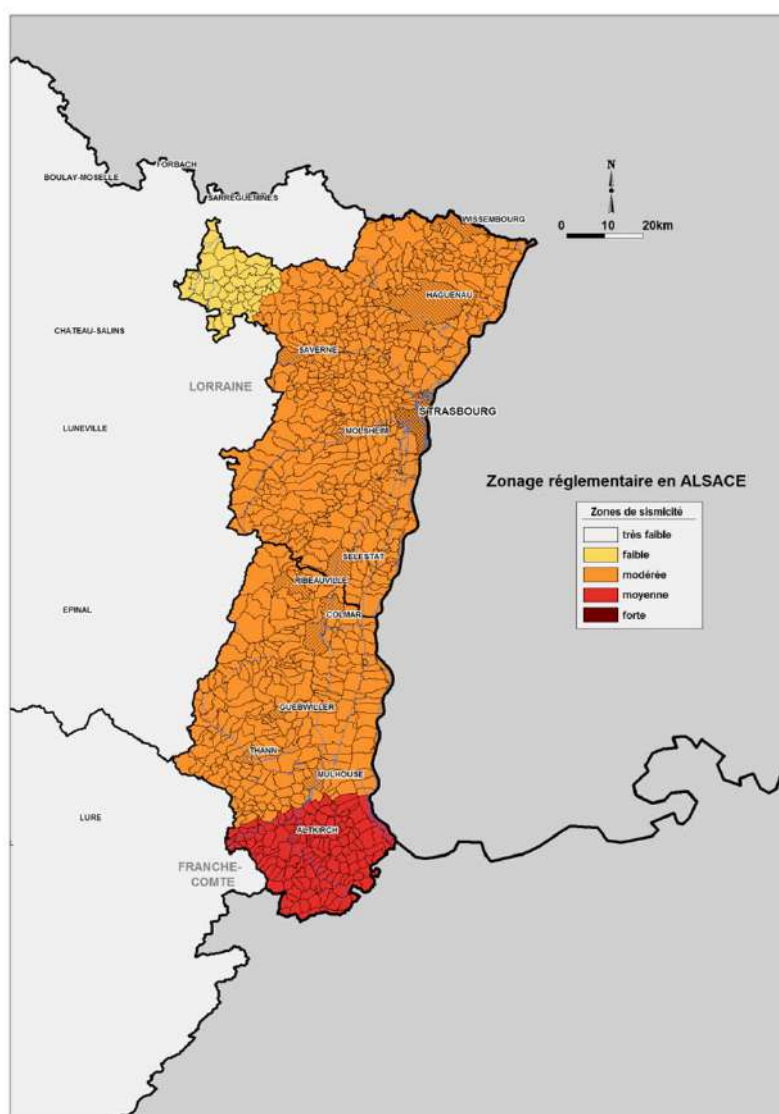 FORBACH
BOULAY-MOSELLE
SARREGUEMINES
N
WISSEMBOURG
0 10 20km
HAGUENAU
CHATEAU-SALINS
SAVERNE
LORRAINE
STRASBOURG
LUNEVILLE
MOLSHEIM
Zonage réglementaire en ALSACE
Zones de sismicité
très faible
faible
modérée
moyenne
forte
SELESTAT
RIBEAUVILLE
EPINAL
COLMAR
GUEBWILLER
THANN
MULHOUSE
LURE
ALTKIRCH
FRANCHE-
COMTE